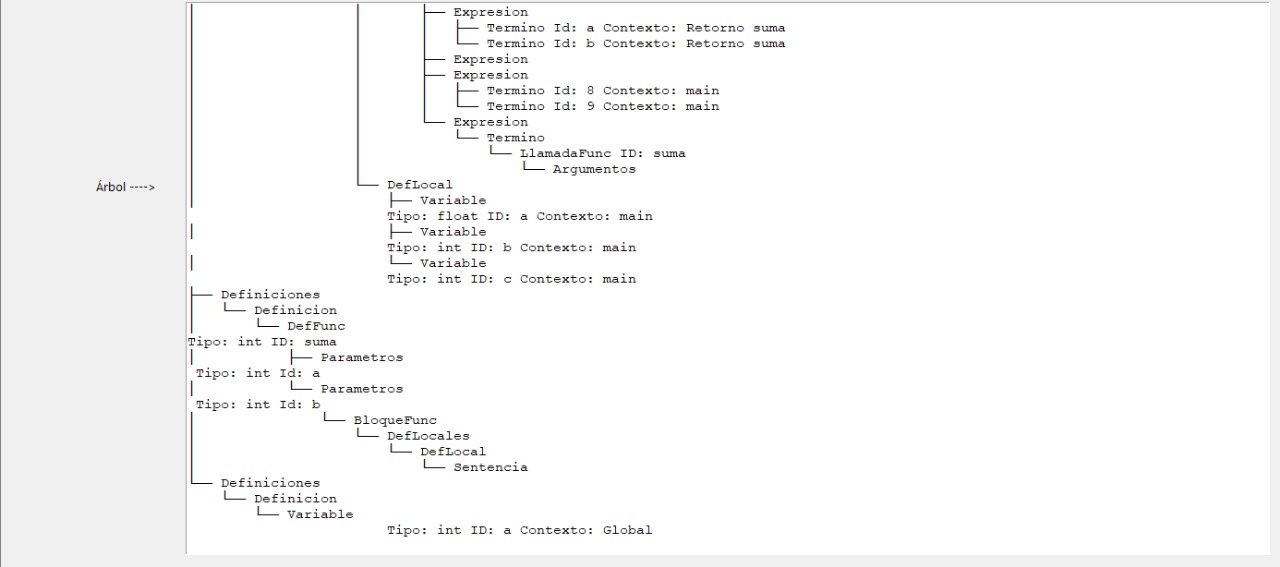 Expresion
Termino Id: a Contexto: Retorno suma
Termino Id: b Contexto: Retorno suma
Expresion
Expresion
Termino Id: 8 Contexto: main
Termino Id: 9 Contexto: main
Expresion
Termino
LlamadaFunc ID: suma
Argumentos
Árbol ---->
DefLocal
Variable
Tipo: float ID: a Contexto: main
Variable
Tipo: int ID: b Contexto: main
Variable
Tipo: int ID: c Contexto: main
Definiciones
Definicion
DefFunc
Tipo: int ID: suma
Parametros
Tipo: int Id: a
Parametros
Tipo: int Id: b
BloqueFunc
DefLocales
DefLocal
Sentencia
Definiciones
Definicion
Variable
Tipo: int ID: a Contexto: Global